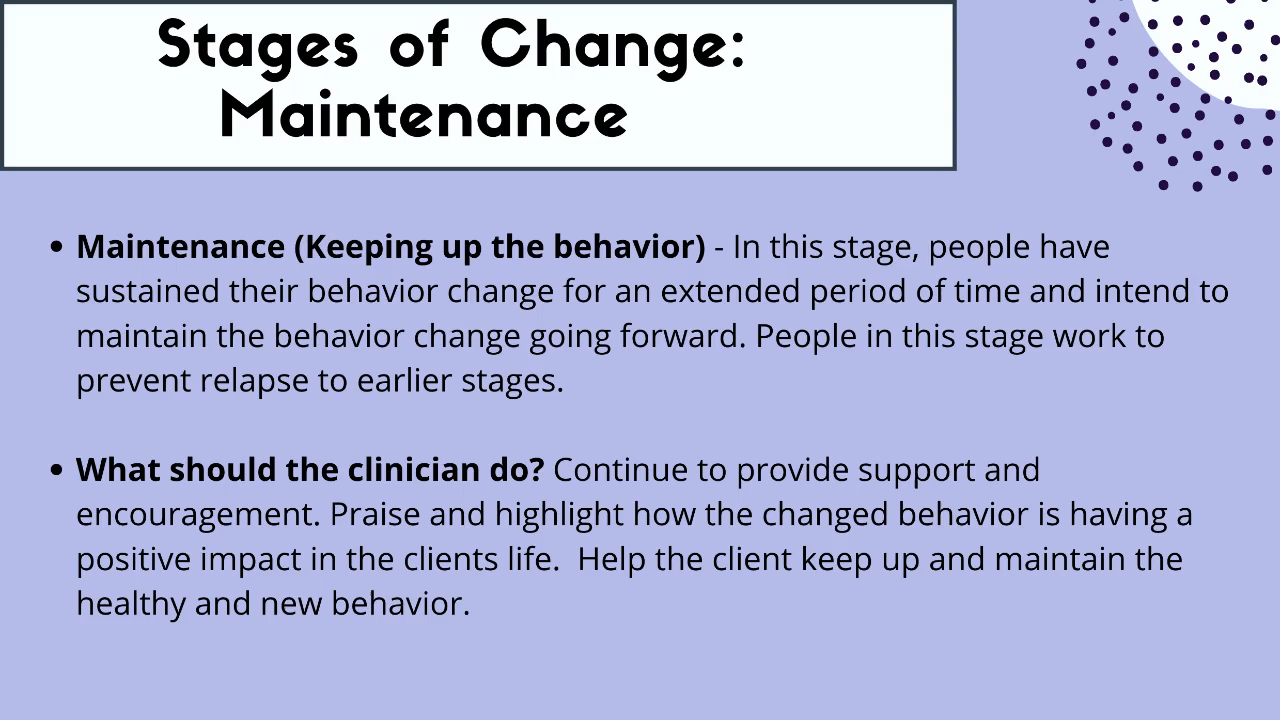 Stages of Change:
Maintenance
• Maintenance (Keeping up the behavior) - In this stage, people have
sustained their behavior change for an extended period of time and intend to
maintain the behavior change going forward. People in this stage work to
prevent relapse to earlier stages.
• What should the clinician do? Continue to provide support and
encouragement. Praise and highlight how the changed behavior is having a
positive impact in the clients life.  Help the client keep up and maintain the
healthy and new behavior.